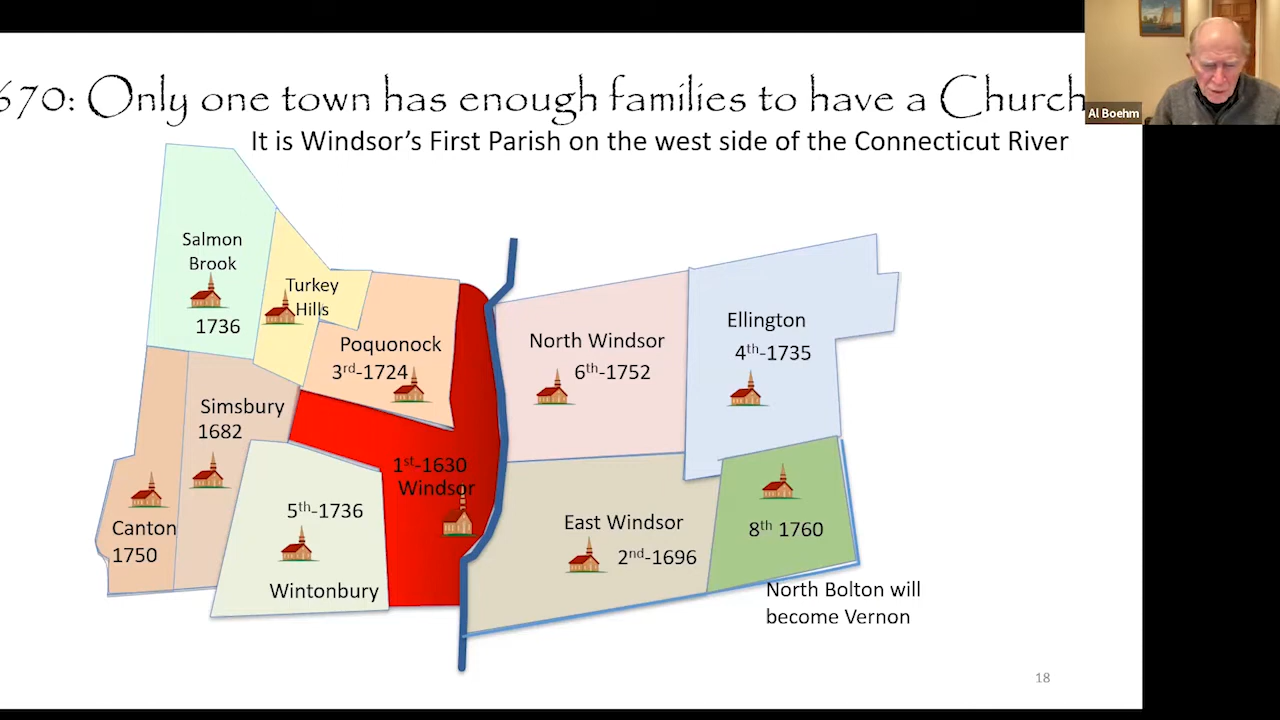 670: Only one town has enough families to have a Church
Al Boehm
It is Windsor's First Parish on the west side of the Connecticut River
Salmon
Brook
1736
Turkey
Hills
Poquonock
3rd-1724
North Windsor
6th-1752
Ellington
4th-1735
Simsbury
1682
1st-1630
Windsor
5th-1736
Wintonbury
Canton
1750
East Windsor
2nd-1696
8th 1760
North Bolton will
become Vernon
18